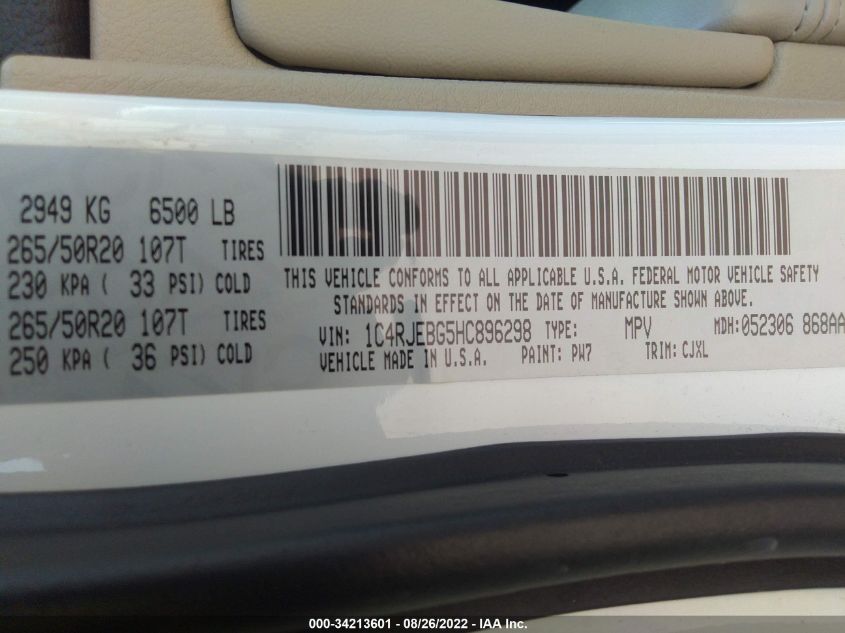 2949 KG 6500 LB
265/50R20 107T TIRES
230 KPA ( 33 PSI) COLD
265/50R20 107T TIRES
250 KPA ( 36 PSI) COLD
THIS VEHICLE CONFORMS TO ALL APPLICABLE U.S.A. FEDERAL MOTOR VEHICLE SAFETY
STANDARDS IN EFFECT ON THE DATE OF MANUFACTURE SHOWN ABOVE.
VIN: 1C4RJEBG5HC896298 TYPE: MPV MDH:052306 868AA
VEHICLE MADE IN U.S.A. PAINT: PW7 TRIM: CJXL
000-34213601 - 08/26/2022 - IAA Inc.